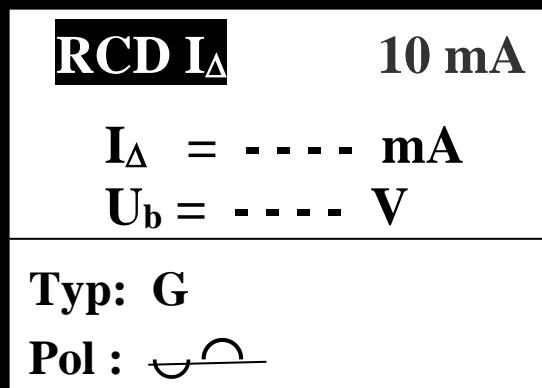 RCD IΔ 10 mA
IΔ = - - - - mA
Ub = - - - - V
Typ: G
Pol :